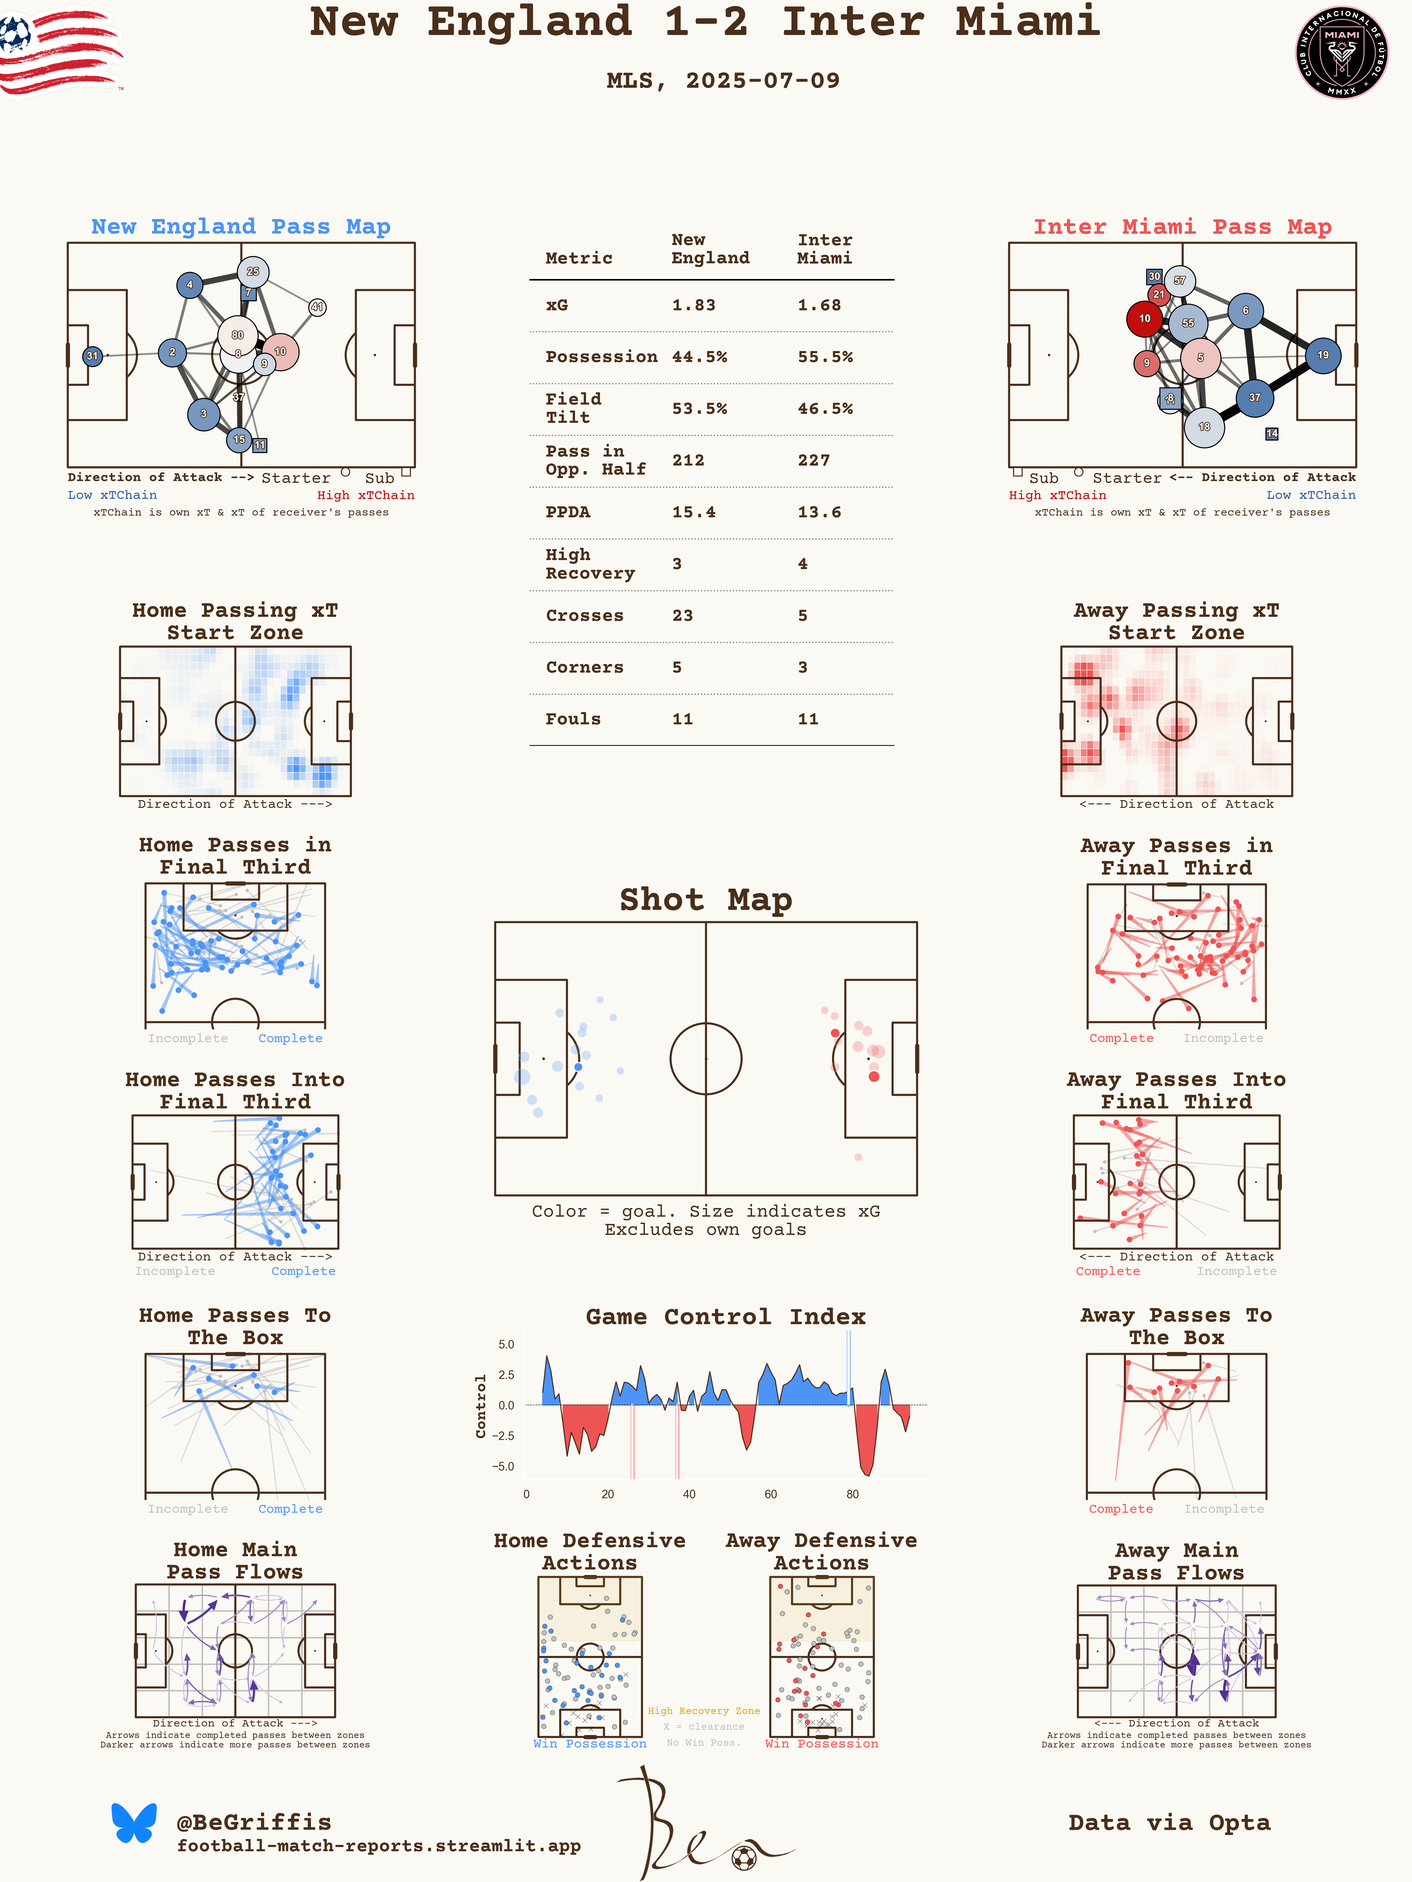 New England 1-2 Inter Miami
MLS, 2025-07-09
CLUB INTERNACIONAL DE FÚTBOL
MIAMI
MMXX
TM
New England Pass Map
4
25
7
41
80
31
2
8
10
9
37
3
15
11
Direction of Attack --> Starter Sub
Low xTChain High xTChain
xTChain is own xT & xT of receiver's passes
Metric New England Inter Miami
xG 1.83 1.68
Possession 44.5% 55.5%
Field Tilt 53.5% 46.5%
Pass in Opp. Half 212 227
PPDA 15.4 13.6
High Recovery 3 4
Crosses 23 5
Corners 5 3
Fouls 11 11
Inter Miami Pass Map
30
57
21
10
55
6
9
5
19
8
37
18
14
Sub Starter <-- Direction of Attack
High xTChain Low xTChain
xTChain is own xT & xT of receiver's passes
Home Passing xT
Start Zone
Direction of Attack --->
Away Passing xT
Start Zone
<--- Direction of Attack
Home Passes in
Final Third
Incomplete Complete
Away Passes in
Final Third
Complete Incomplete
Shot Map
Color = goal. Size indicates xG
Excludes own goals
Home Passes Into
Final Third
Direction of Attack --->
Incomplete Complete
Away Passes Into
Final Third
<--- Direction of Attack
Complete Incomplete
Home Passes To
The Box
Incomplete Complete
Game Control Index
Control
5.0
2.5
0.0
−2.5
−5.0
0 20 40 60 80
Away Passes To
The Box
Complete Incomplete
Home Main
Pass Flows
Direction of Attack --->
Arrows indicate completed passes between zones
Darker arrows indicate more passes between zones
Home Defensive
Actions
Win Possession
High Recovery Zone
X = clearance
No Win Poss.
Away Defensive
Actions
Win Possession
Away Main
Pass Flows
<--- Direction of Attack
Arrows indicate completed passes between zones
Darker arrows indicate more passes between zones
@BeGriffis
football-match-reports.streamlit.app
Ben
Data via Opta